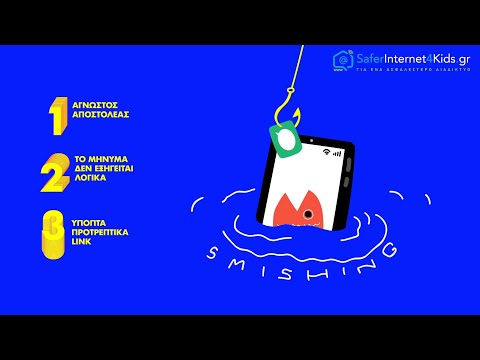 SaferInternet4Kids.gr
ΓΙΑ ΕΝΑ ΑΣΦΑΛΕΣΤΕΡΟ ΔΙΑΔΙΚΤΥΟ
1 ΑΓΝΩΣΤΟΣ
ΑΠΟΣΤΟΛΕΑΣ
2 ΤΟ ΜΗΝΥΜΑ
ΔΕΝ ΕΞΗΓΕΙΤΑΙ
ΛΟΓΙΚΑ
3 ΥΠΟΠΤΑ
ΠΡΟΤΡΕΠΤΙΚΑ
LINK
SMISHING